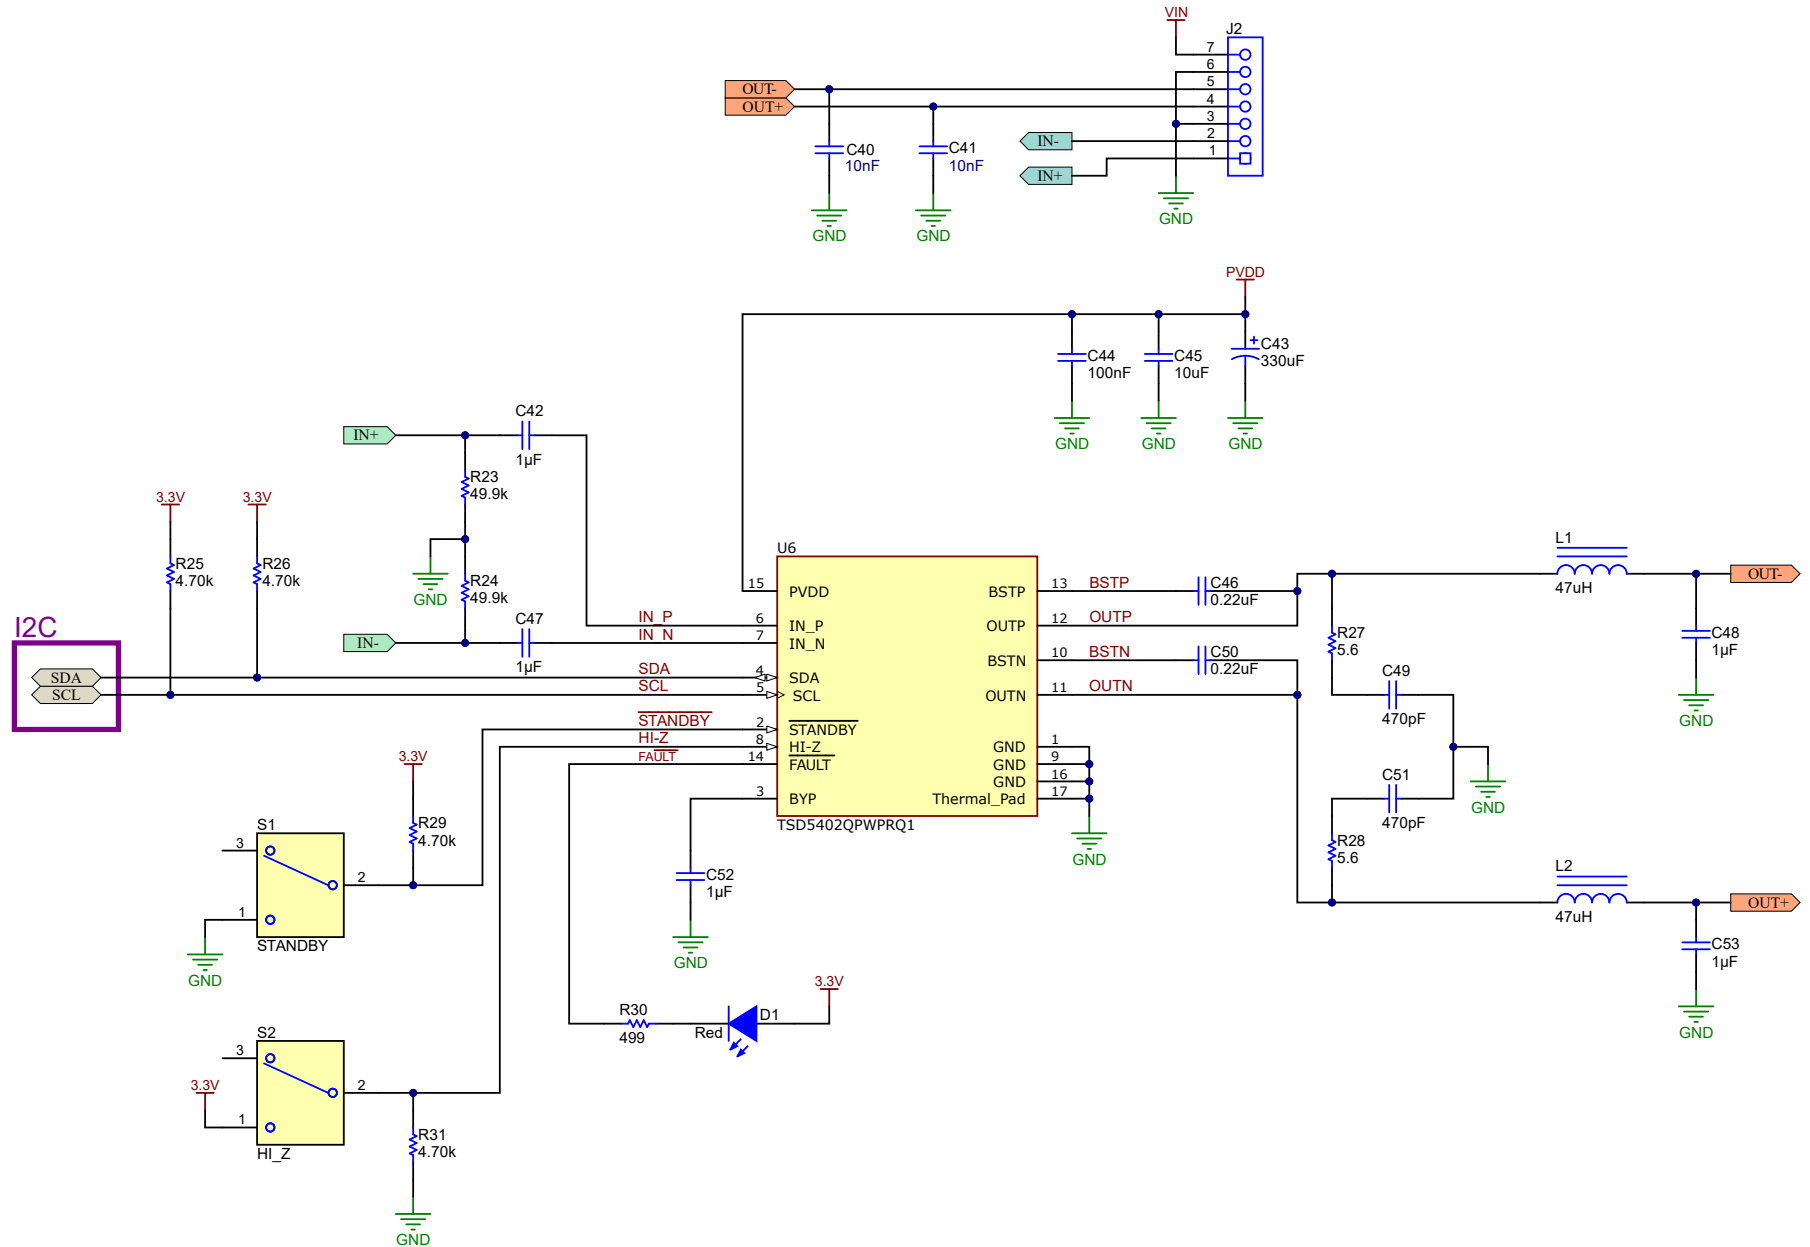 VIN
J2
7
6
5
4
3
2
1
OUT-
OUT+
IN-
IN+
C40
10nF
C41
10nF
GND
GND
GND
PVDD
C44
100nF
C45
10uF
C43
330uF
+
GND
GND
GND
C42
1µF
IN+
R23
49.9k
3.3V
3.3V
R25
4.70k
R26
4.70k
GND
R24
49.9k
C47
1µF
IN-
I2C
SDA
SCL
IN_P
IN_N
SDA
SCL
STANDBY
HI-Z
FAULT
U6
15 PVDD
6 IN_P
7 IN_N
4 SDA
5 SCL
2 STANDBY
8 HI-Z
14 FAULT
3 BYP
BSTP 13 BSTP
OUTP 12 OUTP
BSTN 10 BSTN
OUTN 11 OUTN
GND 1
GND 9
GND 16
Thermal_Pad 17
TSD5402QPWPRQ1
GND
C46
0.22uF
C50
0.22uF
L1
47uH
OUT-
R27
5.6
C48
1µF
GND
C49
470pF
C51
470pF
GND
R28
5.6
L2
47uH
OUT+
C53
1µF
GND
3.3V
R29
4.70k
S1
3
2
1
STANDBY
GND
C52
1µF
GND
3.3V
R30
499
Red
D1
S2
3
2
1
3.3V
HI_Z
R31
4.70k
GND